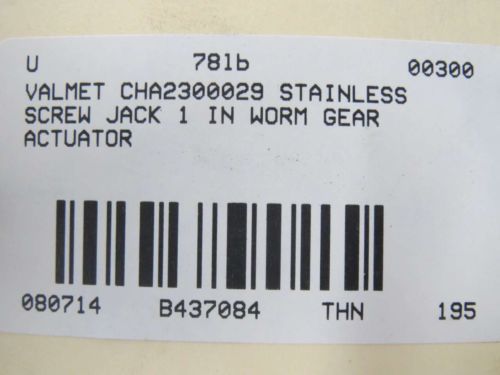 U 781b 00300
VALMET CHA2300029 STAINLESS
SCREW JACK 1 IN WORM GEAR
ACTUATOR
080714 B437084 THN 195